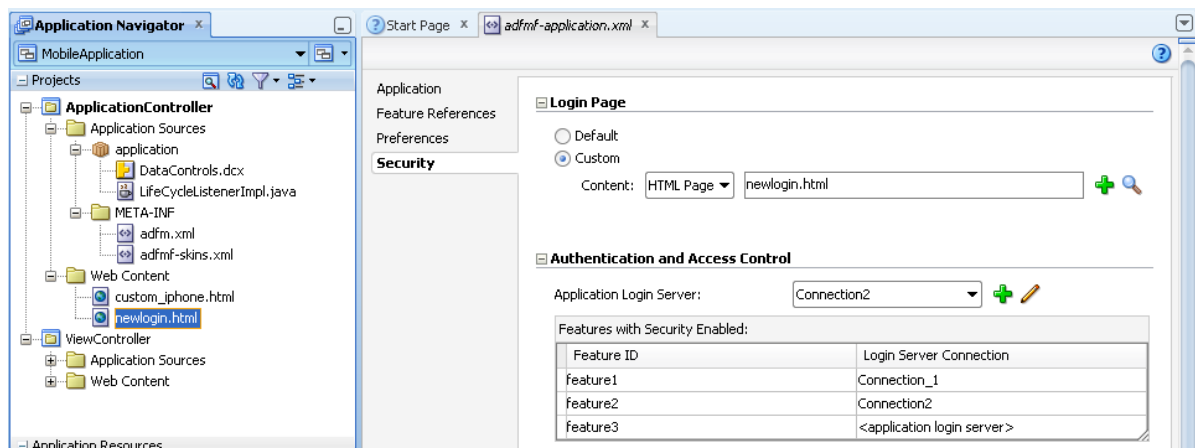 Application Navigator
Start Page
adfmf-application.xml
MobileApplication
Projects
ApplicationController
Application Sources
application
DataControls.dcx
LifeCycleListenerImpl.java
META-INF
adfm.xml
adfmf-skins.xml
Web Content
custom_iphone.html
newlogin.html
ViewController
Application Sources
Web Content
Application Resources
Application
Feature References
Preferences
Security
Login Page
Default
Custom
Content: HTML Page newlogin.html
Authentication and Access Control
Application Login Server: Connection2
Features with Security Enabled:
Feature ID Login Server Connection
feature1 Connection_1
feature2 Connection2
feature3 <application login server>